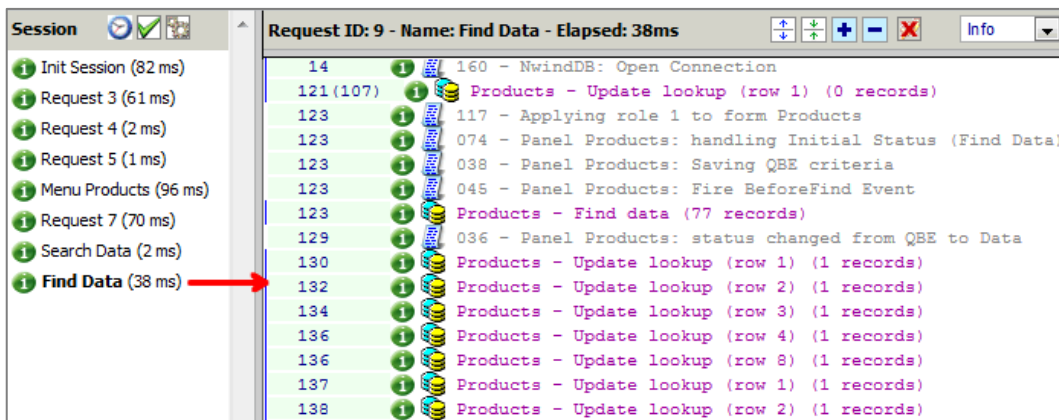 Session
Init Session (82 ms)
Request 3 (61 ms)
Request 4 (2 ms)
Request 5 (1 ms)
Menu Products (96 ms)
Request 7 (70 ms)
Search Data (2 ms)
Find Data (38 ms)
Request ID: 9 - Name: Find Data - Elapsed: 38ms Info
14 160 - NwindDB: Open Connection
121(107) Products - Update lookup (row 1) (0 records)
123 117 - Applying role 1 to form Products
123 074 - Panel Products: handling Initial Status (Find Data)
123 038 - Panel Products: Saving QBE criteria
123 045 - Panel Products: Fire BeforeFind Event
123 Products - Find data (77 records)
129 036 - Panel Products: status changed from QBE to Data
130 Products - Update lookup (row 1) (1 records)
132 Products - Update lookup (row 2) (1 records)
134 Products - Update lookup (row 3) (1 records)
136 Products - Update lookup (row 4) (1 records)
136 Products - Update lookup (row 8) (1 records)
137 Products - Update lookup (row 1) (1 records)
138 Products - Update lookup (row 2) (1 records)